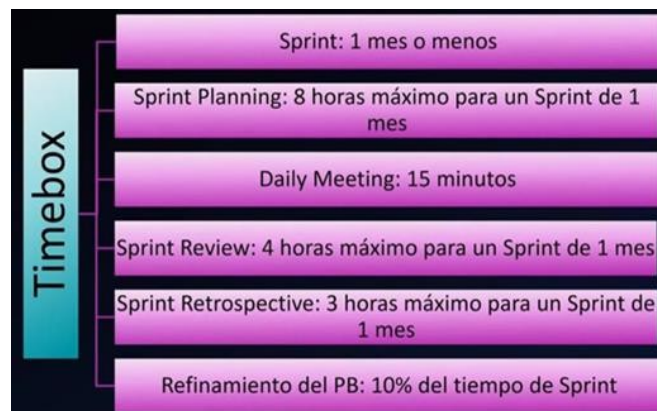 Timebox
Sprint: 1 mes o menos
Sprint Planning: 8 horas máximo para un Sprint de 1
mes
Daily Meeting: 15 minutos
Sprint Review: 4 horas máximo para un Sprint de 1 mes
Sprint Retrospective: 3 horas máximo para un Sprint de
1 mes
Refinamiento del PB: 10% del tiempo de Sprint